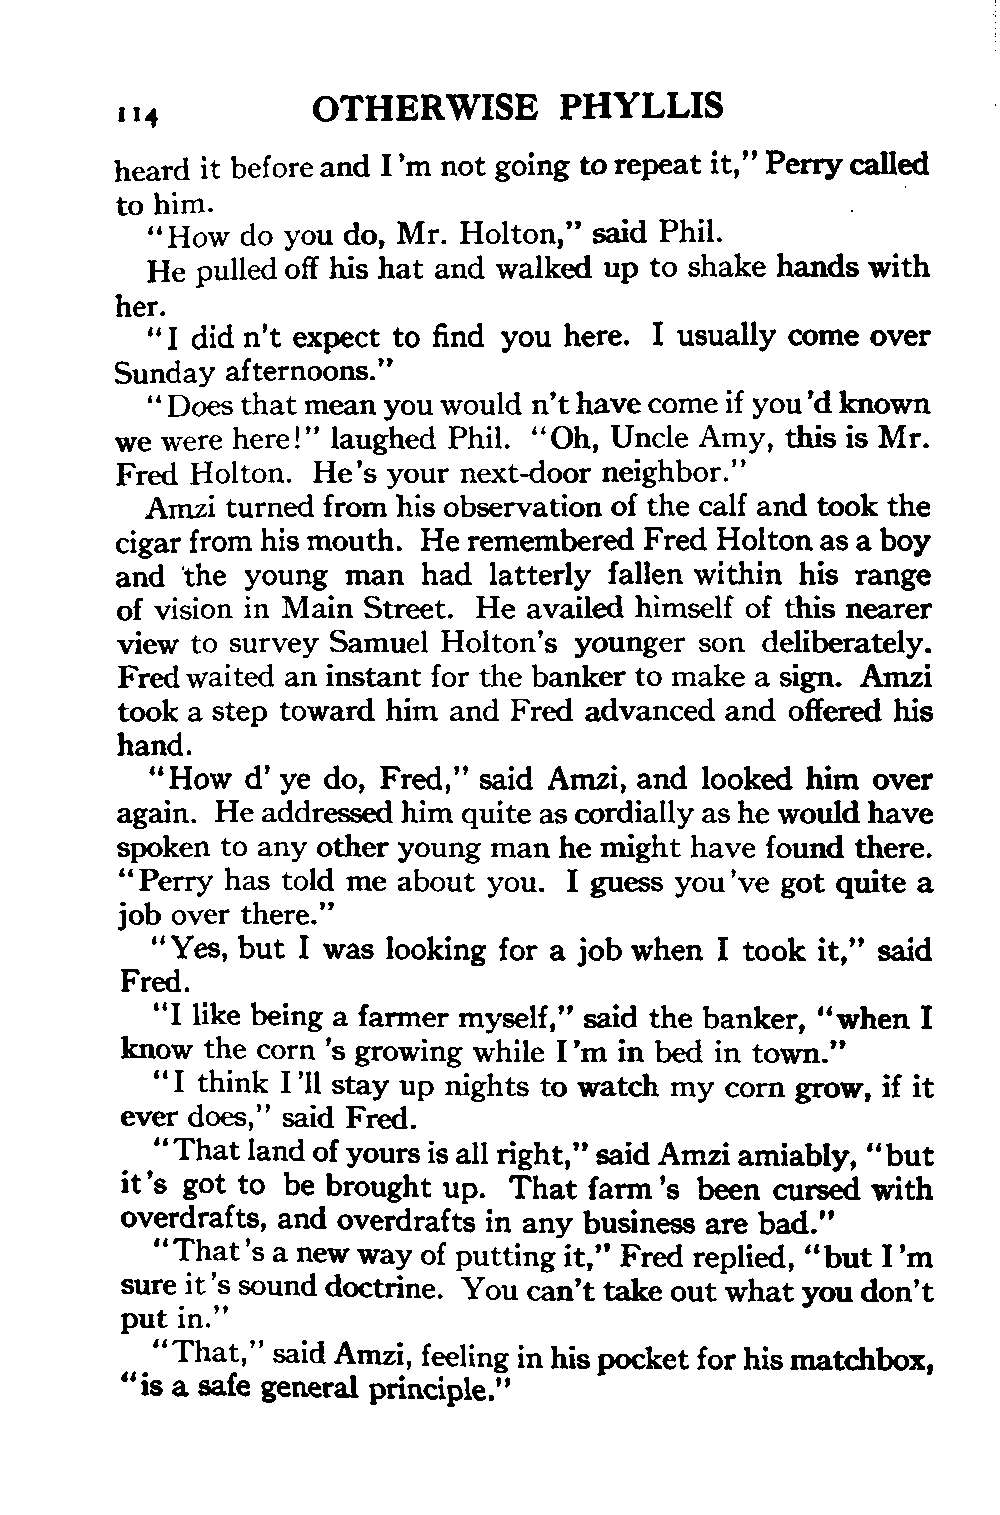 114 OTHERWISE PHYLLIS
heard it before and I'm not going to repeat it," Perry called
to him.
"How do you do, Mr. Holton," said Phil.
He pulled off his hat and walked up to shake hands with
her.
"I did n't expect to find you here. I usually come over
Sunday afternoons."
"Does that mean you would n't have come if you'd known
we were here!" laughed Phil. "Oh, Uncle Amy, this is Mr.
Fred Holton. He's your next-door neighbor."
Amzi turned from his observation of the calf and took the
cigar from his mouth. He remembered Fred Holton as a boy
and the young man had latterly fallen within his range
of vision in Main Street. He availed himself of this nearer
view to survey Samuel Holton's younger son deliberately.
Fred waited an instant for the banker to make a sign. Amzi
took a step toward him and Fred advanced and offered his
hand.
"How d' ye do, Fred," said Amzi, and looked him over
again. He addressed him quite as cordially as he would have
spoken to any other young man he might have found there.
"Perry has told me about you. I guess you've got quite a
job over there."
"Yes, but I was looking for a job when I took it," said
Fred.
"I like being a farmer myself," said the banker, "when I
know the corn's growing while I'm in bed in town."
"I think I'll stay up nights to watch my corn grow, if it
ever does," said Fred.
"That land of yours is all right," said Amzi amiably, "but
it's got to be brought up. That farm's been cursed with
overdrafts, and overdrafts in any business are bad."
"That's a new way of putting it," Fred replied, "but I'm
sure it's sound doctrine. You can't take out what you don't
put in."
"That," said Amzi, feeling in his pocket for his matchbox,
"is a safe general principle."